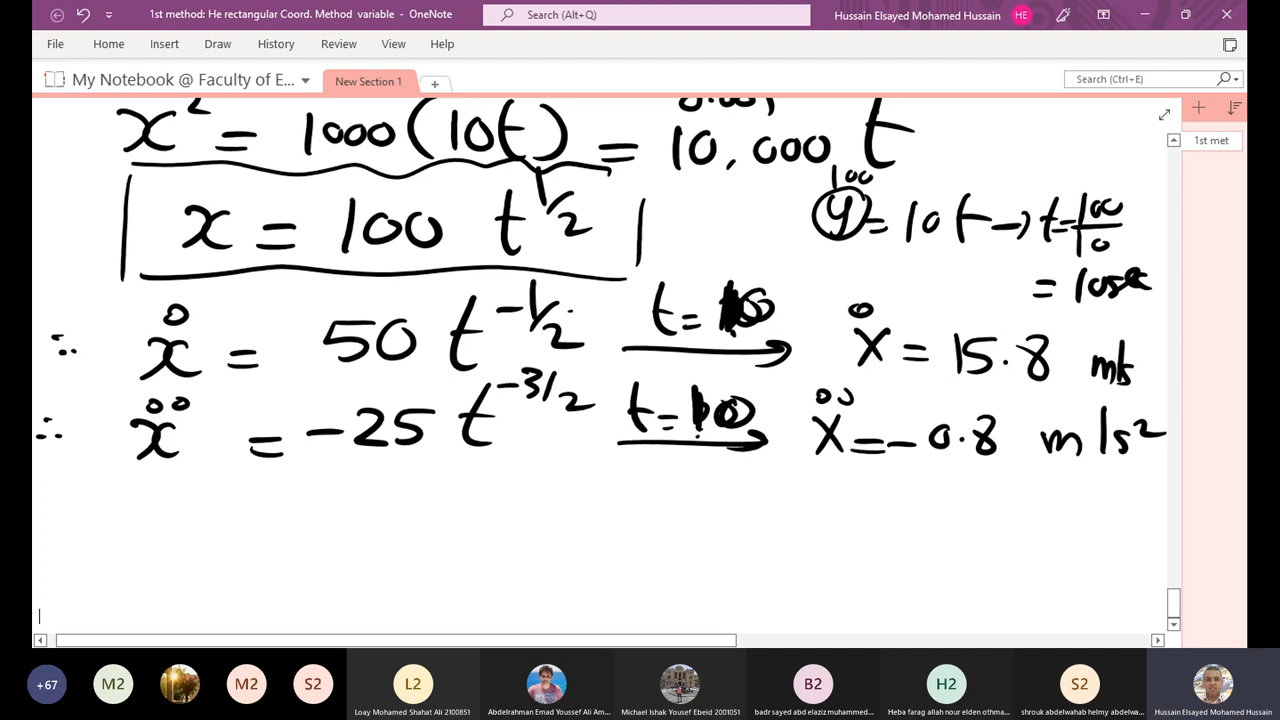 1st method: He rectangular Coord. Method variable - OneNote
Search (Alt+Q)
Hussain Elsayed Mohamed Hussain
HE
File Home Insert Draw History Review View Help
My Notebook @ Faculty of E...
New Section 1
Search (Ctrl+E)
1st met
x² = 1000 (10t) = 10,000 t
100
x = 100 t^1/2
y = 10t → t = 100/10
= 10 sec
∴ ẋ = 50 t^-1/2 t = 10 ẋ = 15.8 m/s
∴ ẍ = -25 t^-3/2 t = 10 ẍ = -0.8 m/s²
+67
M2
M2
S2
L2
Loay Mohamed Shahat Ali 2100851
Abdelrahman Emad Youssef Ali Am...
Michael Ishak Yousef Ebeid 2001051
B2
badr sayed abd elaziz muhammed...
H2
Heba farag allah nour elden othma...
S2
shrouk abdelwahab helmy abdelwa...
Hussain Elsayed Mohamed Hussain